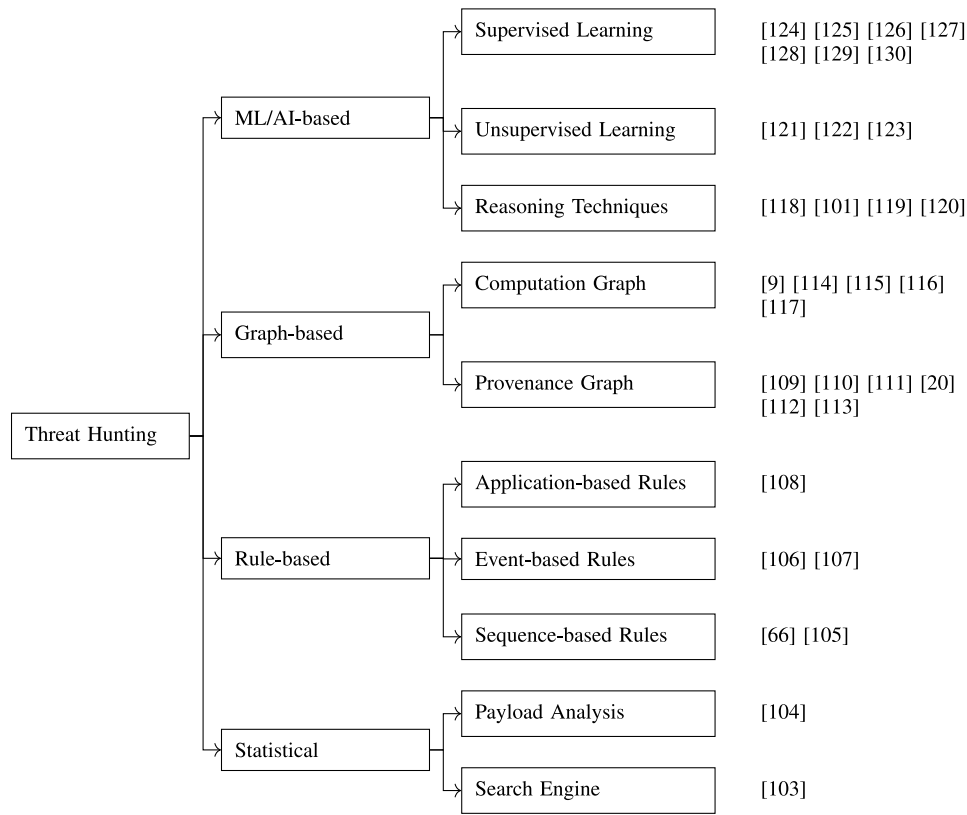 Threat Hunting
ML/AI-based
Supervised Learning
[124] [125] [126] [127]
[128] [129] [130]
Unsupervised Learning
[121] [122] [123]
Reasoning Techniques
[118] [101] [119] [120]
Graph-based
Computation Graph
[9] [114] [115] [116]
[117]
Provenance Graph
[109] [110] [111] [20]
[112] [113]
Rule-based
Application-based Rules
[108]
Event-based Rules
[106] [107]
Sequence-based Rules
[66] [105]
Statistical
Payload Analysis
[104]
Search Engine
[103]